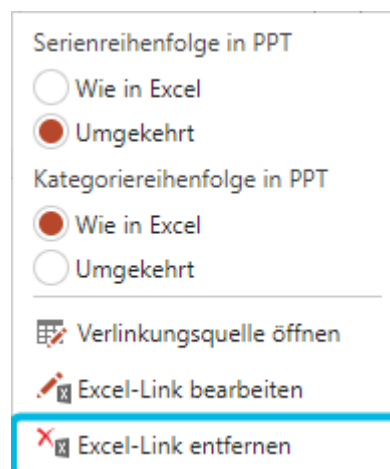 Serienreihenfolge in PPT
Wie in Excel
Umgekehrt
Kategoriereihenfolge in PPT
Wie in Excel
Umgekehrt
Verlinkungsquelle öffnen
Excel-Link bearbeiten
Excel-Link entfernen